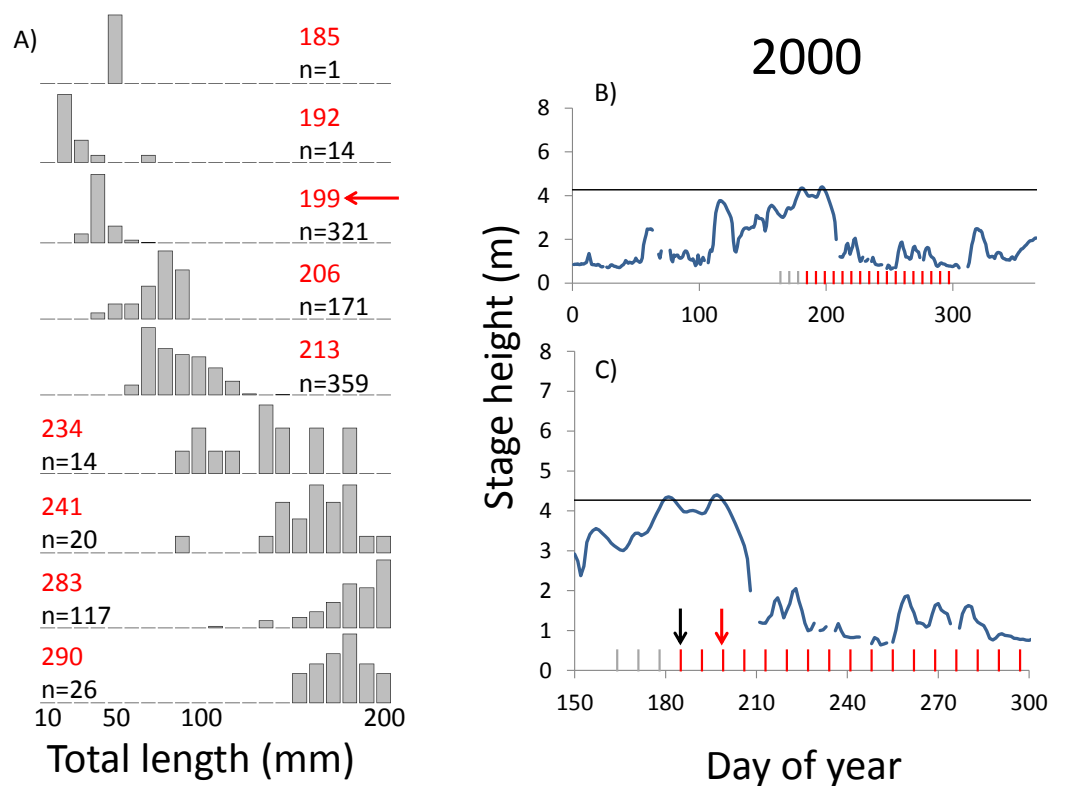 A)
185
n=1
192
n=14
199
n=321
206
n=171
213
n=359
234
n=14
241
n=20
283
n=117
290
n=26
10 50 100 200
Total length (mm)
2000
B)
8
6
4
2
0
0 100 200 300
Stage height (m)
C)
8
7
6
5
4
3
2
1
0
150 180 210 240 270 300
Day of year